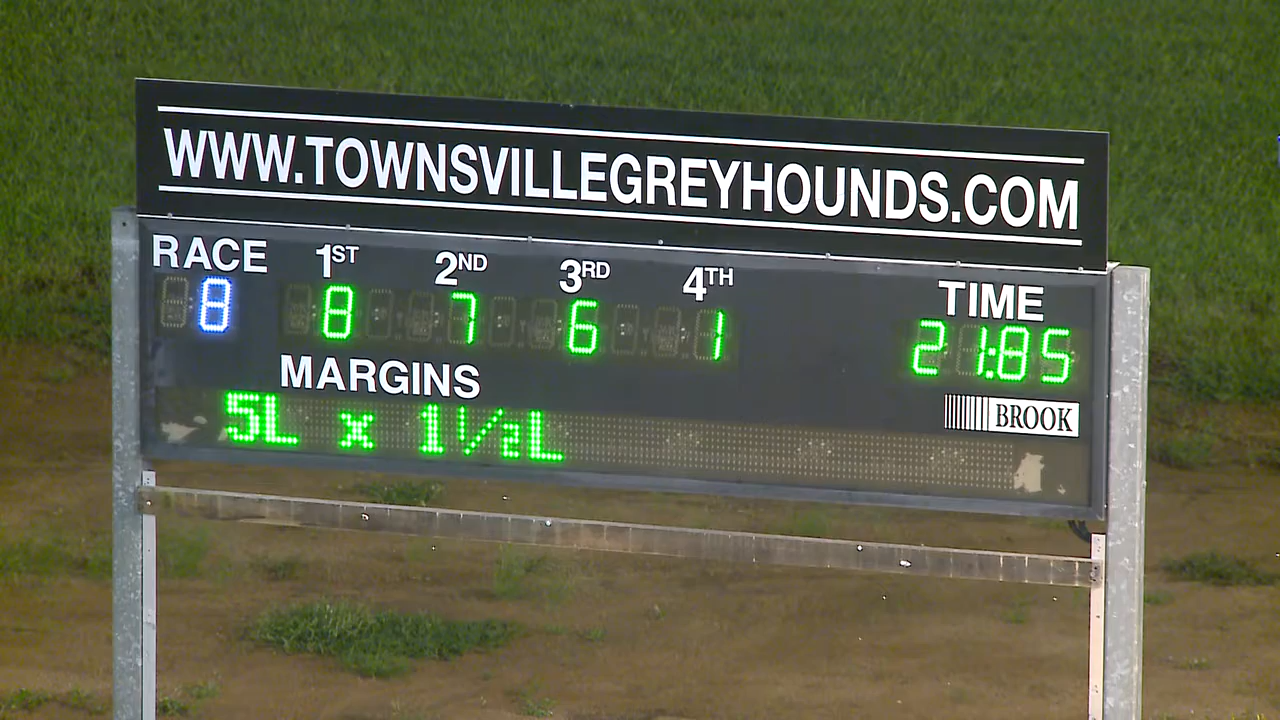 WWW.TOWNSVILLEGREYHOUNDS.COM
RACE 1ST 2ND 3RD 4TH TIME
8 8 7 6 1 21:85
MARGINS
BROOK
5L x 1½L